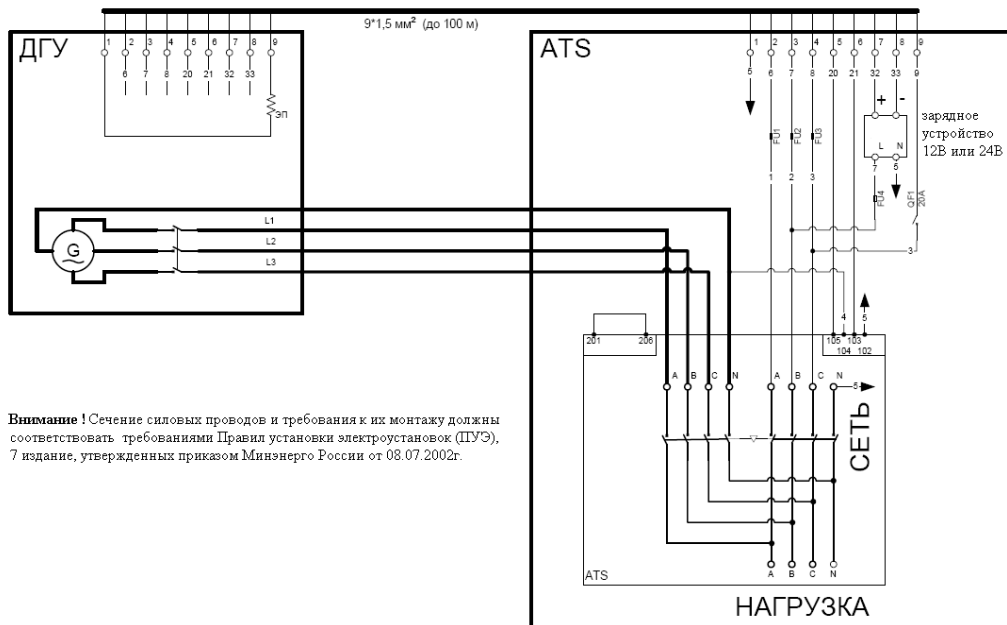 9*1,5 мм² (до 100 м)
ДГУ
ATS
1 2 3 4 5 6 7 8 9
6 7 8 20 21 32 33
ЭП
1 2 3 4 5 6 7 8 9
5 6 7 8 20 21 32 33 9
+ -
зарядное
устройство
12В или 24В
FU1 FU2 FU3
L N
1 2 3 7 5
FU4
QF1
20A
3
L1
L2
L3
G
4 5
201 206
105 103
104 102
A B C N A B C N
5
СЕТЬ
Внимание ! Сечение силовых проводов и требования к их монтажу должны
соответствовать требованиями Правил установки электроустановок (ПУЭ),
7 издание, утвержденных приказом Минэнерго России от 08.07.2002г.
ATS
A B C N
НАГРУЗКА